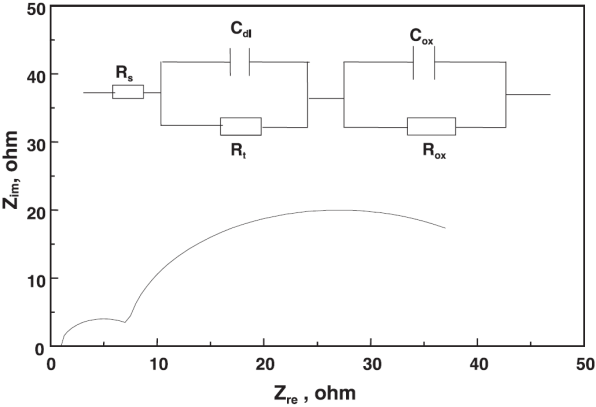 50
40
30
20
10
0
Z_im, ohm
C_dl
C_ox
R_s
R_t
R_ox
0 10 20 30 40 50
Z_re , ohm